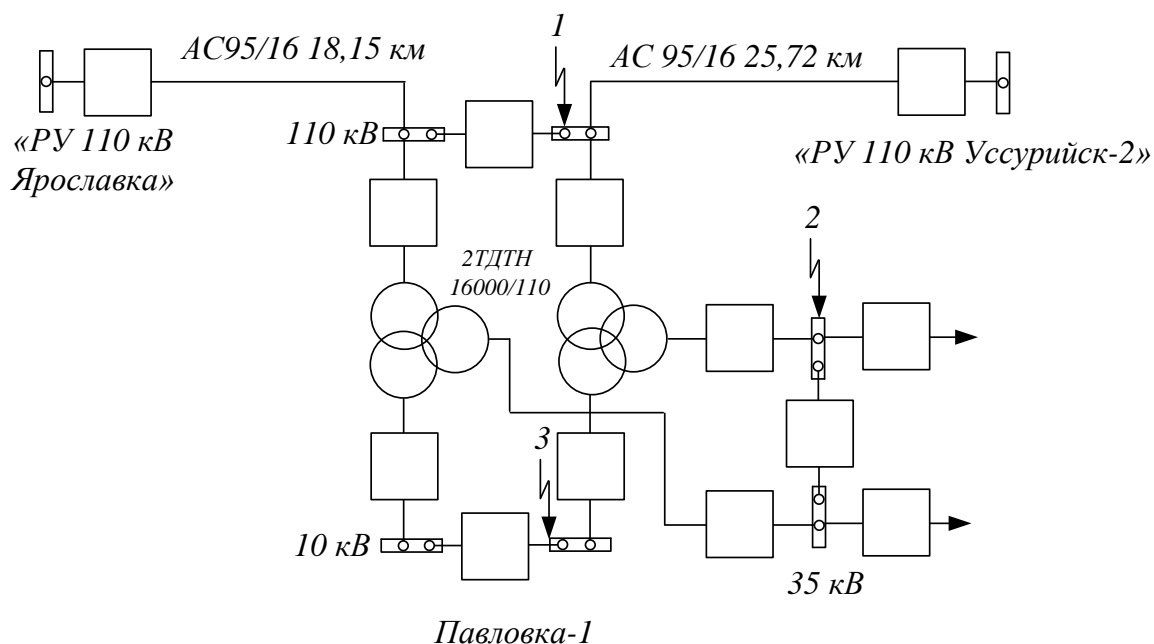 АС95/16 18,15 км
1
АС 95/16 25,72 км
110 кВ
«РУ 110 кВ
Ярославка»
«РУ 110 кВ Уссурийск-2»
2
2ТДТН
16000/110
3
10 кВ
35 кВ
Павловка-1